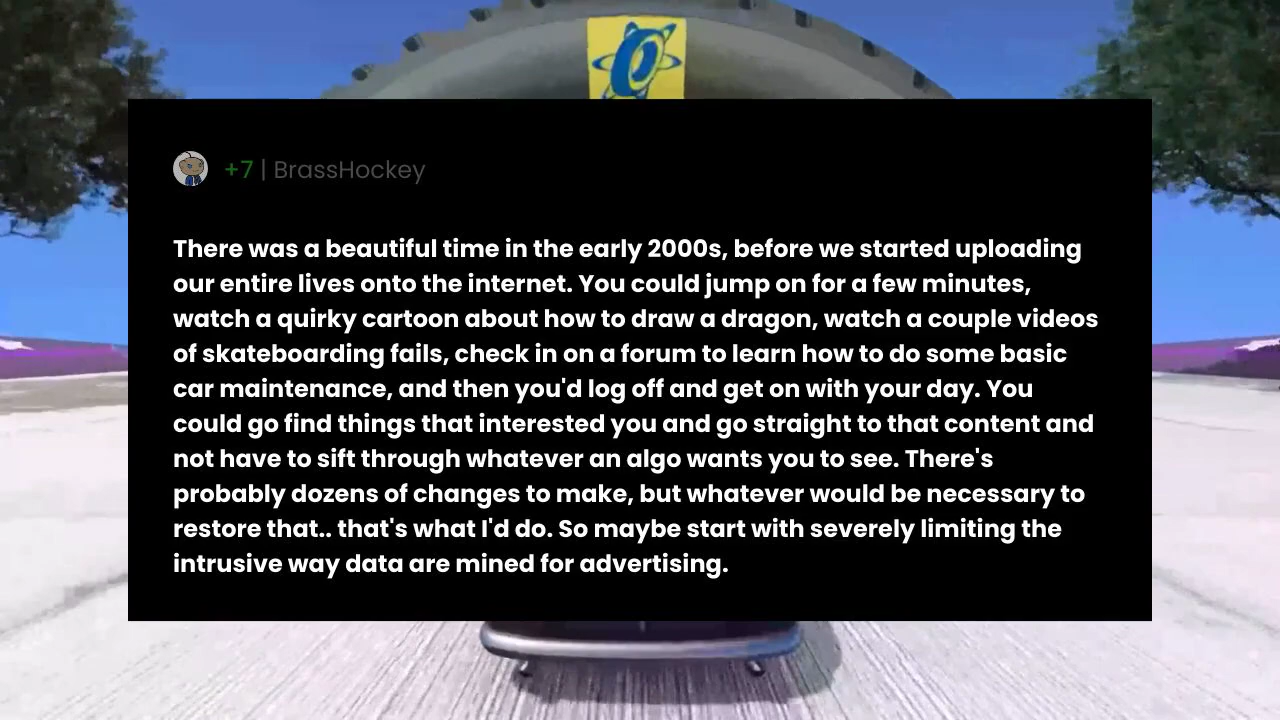 +7 | BrassHockey
There was a beautiful time in the early 2000s, before we started uploading
our entire lives onto the internet. You could jump on for a few minutes,
watch a quirky cartoon about how to draw a dragon, watch a couple videos
of skateboarding fails, check in on a forum to learn how to do some basic
car maintenance, and then you'd log off and get on with your day. You
could go find things that interested you and go straight to that content and
not have to sift through whatever an algo wants you to see. There's
probably dozens of changes to make, but whatever would be necessary to
restore that.. that's what I'd do. So maybe start with severely limiting the
intrusive way data are mined for advertising.